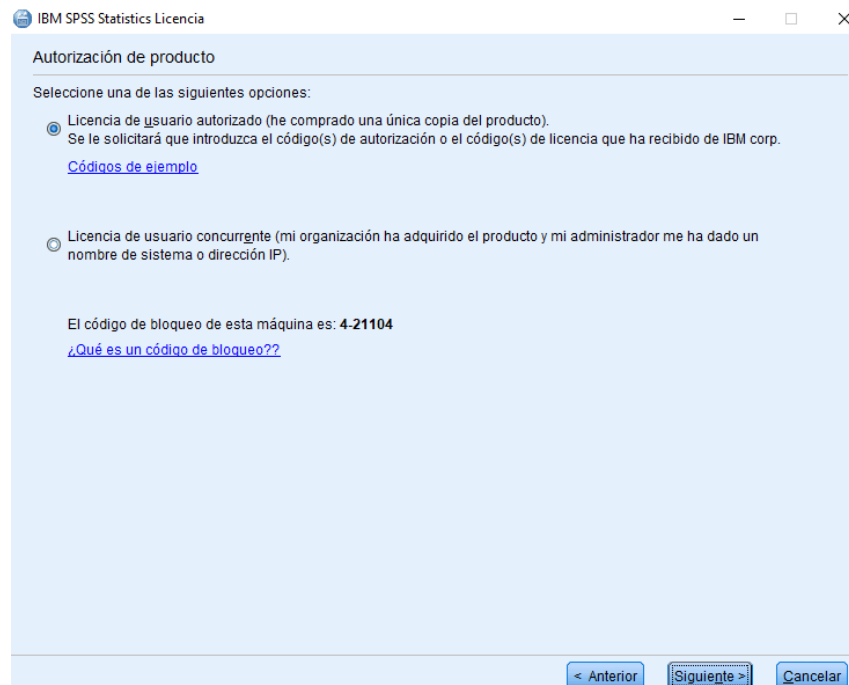 IBM SPSS Statistics Licencia
Autorización de producto
Seleccione una de las siguientes opciones:
Licencia de usuario autorizado (he comprado una única copia del producto).
Se le solicitará que introduzca el código(s) de autorización o el código(s) de licencia que ha recibido de IBM corp.
Códigos de ejemplo
Licencia de usuario concurrente (mi organización ha adquirido el producto y mi administrador me ha dado un
nombre de sistema o dirección IP).
El código de bloqueo de esta máquina es: 4-21104
¿Qué es un código de bloqueo??
< Anterior
Siguiente >
Cancelar